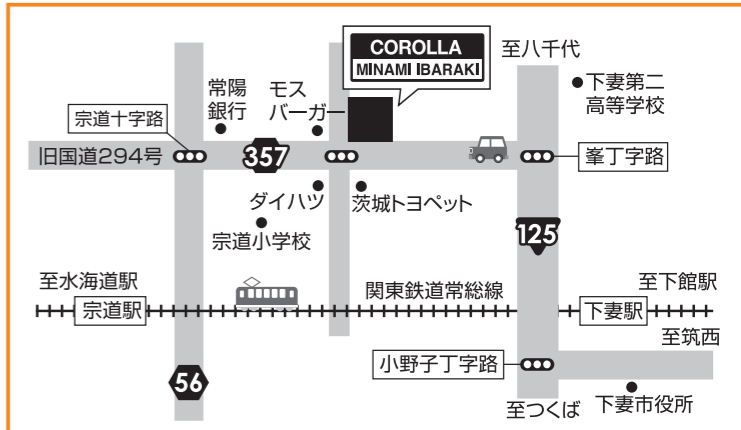 COROLLA
MINAMI IBARAKI
至八千代
下妻第二
高等学校
常陽
銀行
モス
バーガー
宗道十字路
旧国道294号
357
峯丁字路
ダイハツ
茨城トヨペット
宗道小学校
125
至水海道駅
関東鉄道常総線
至下館駅
宗道駅
下妻駅
至筑西
小野子丁字路
56
至つくば
下妻市役所